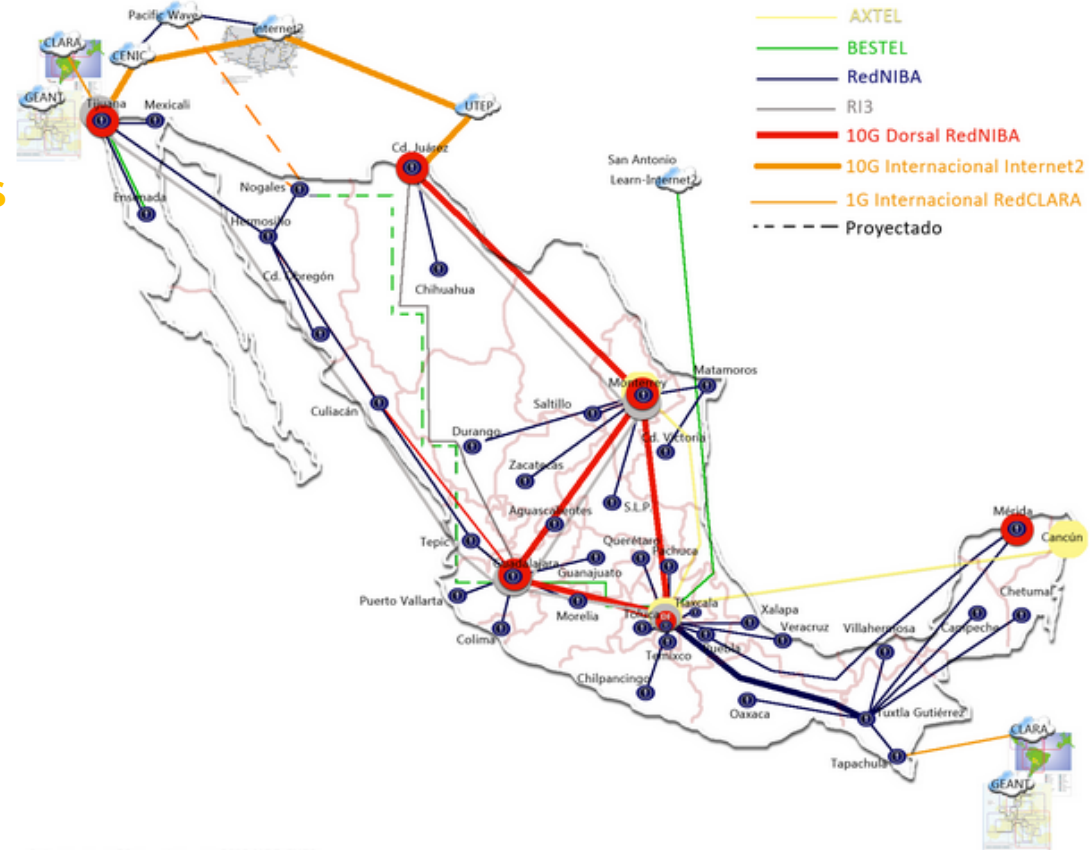 Pacific Wave
AXTEL
CLARA
Internet2
CENIC
BESTEL
RedNIBA
GEANT
Tijuana
Mexicali
UTEP
RI3
Cd. Juárez
10G Dorsal RedNIBA
San Antonio
Learn-Internet2
10G Internacional Internet2
Nogales
Ensenada
1G Internacional RedCLARA
S
Hermosillo
Proyectado
Cd. Obregón
Chihuahua
Matamoros
Monterrey
Culiacán
Saltillo
Durango
Cd. Victoria
Zacatecas
Aguascalientes
S.L.P.
Mérida
Tepic
Querétaro
Pachuca
Cancún
Guadalajara
Guanajuato
Puerto Vallarta
Chetumal
Morelia
Tlaxcala
Xalapa
Colima
Toluca
Veracruz
Villahermosa
Campeche
Temixco
Puebla
Chilpancingo
Oaxaca
Tuxtla Gutiérrez
CLARA
Tapachula
GEANT